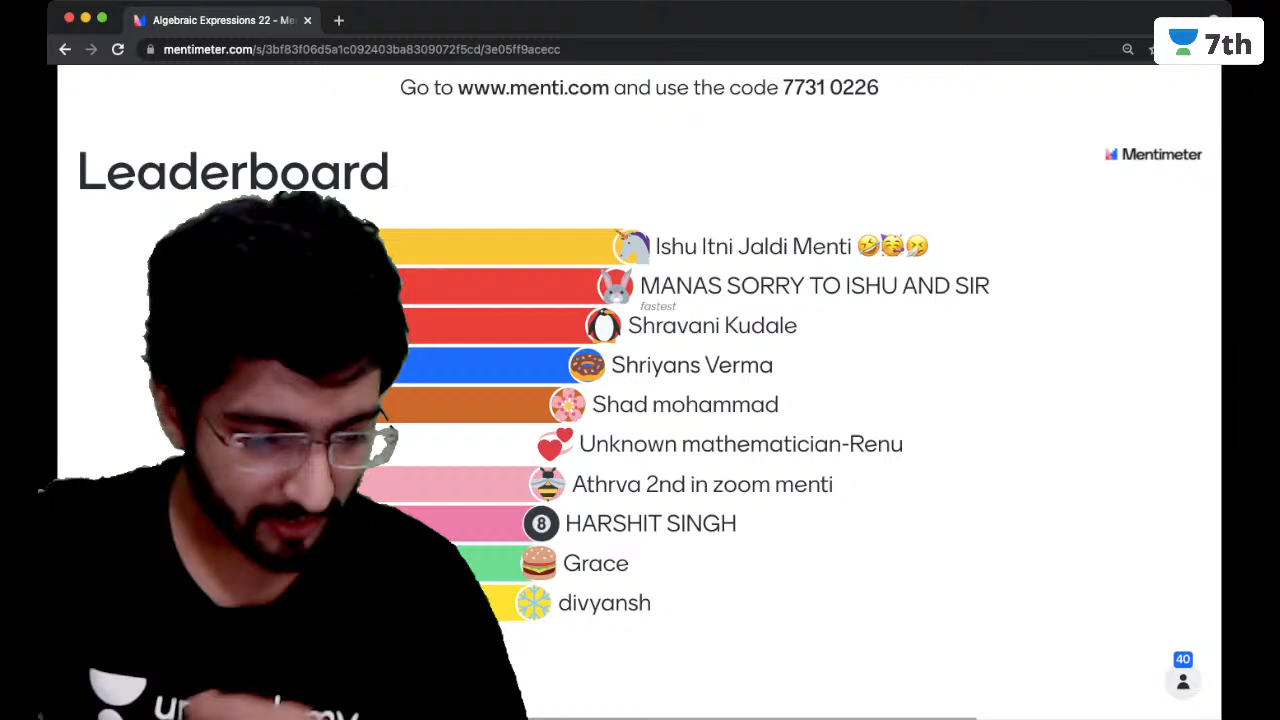 Algebraic Expressions 22 - Me
mentimeter.com/s/3bf83f06d5a1c092403ba8309072f5cd/3e05ff9acecc
7th
Go to www.menti.com and use the code 7731 0226
Leaderboard
Mentimeter
Ishu Itni Jaldi Menti 🤣🥳🤧
MANAS SORRY TO ISHU AND SIR
fastest
Shravani Kudale
Shriyans Verma
Shad mohammad
Unknown mathematician-Renu
Athrva 2nd in zoom menti
8 HARSHIT SINGH
Grace
divyansh
40